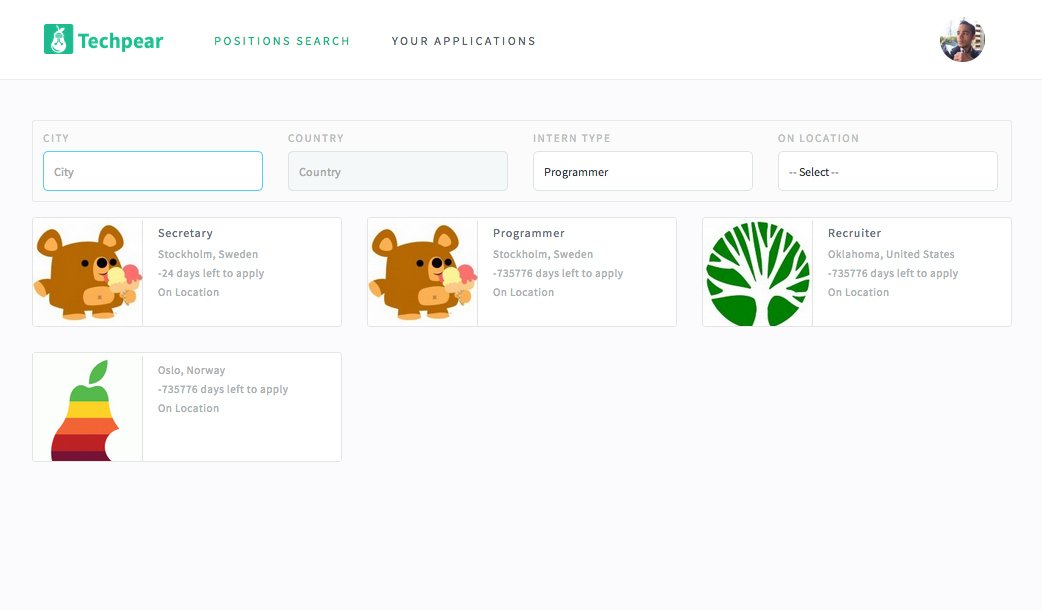 Techpear
POSITIONS SEARCH
YOUR APPLICATIONS
CITY
COUNTRY
INTERN TYPE
ON LOCATION
City
Country
Programmer
-- Select --
Secretary
Stockholm, Sweden
-24 days left to apply
On Location
Programmer
Stockholm, Sweden
-735776 days left to apply
On Location
Recruiter
Oklahoma, United States
-735776 days left to apply
On Location
Oslo, Norway
-735776 days left to apply
On Location